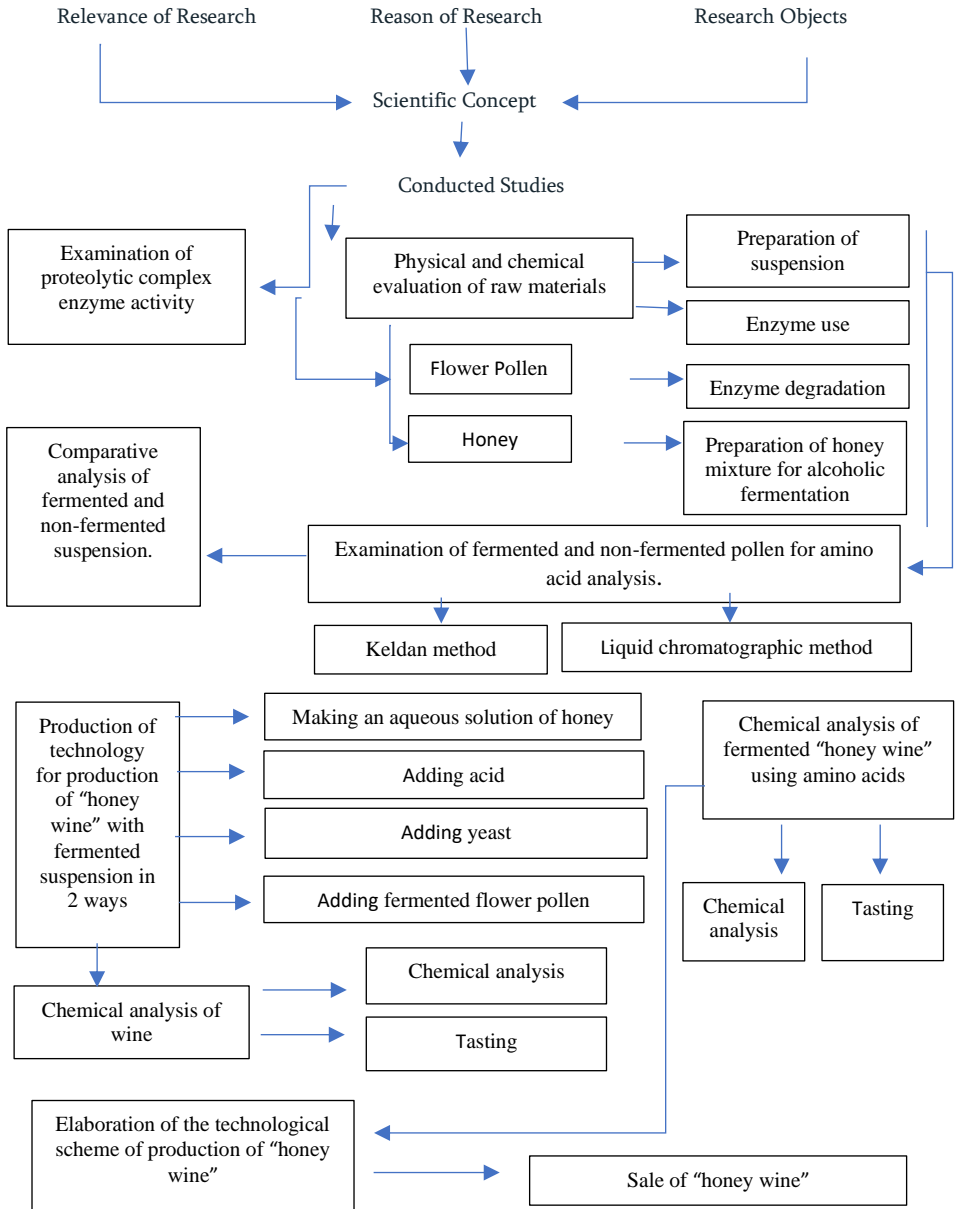 Relevance of Research
Reason of Research
Research Objects
Scientific Concept
Conducted Studies
Examination of
proteolytic complex
enzyme activity
Physical and chemical
evaluation of raw materials
Preparation of
suspension
Enzyme use
Flower Pollen
Enzyme degradation
Honey
Preparation of honey
mixture for alcoholic
fermentation
Comparative
analysis of
fermented and
non-fermented
suspension.
Examination of fermented and non-fermented pollen for amino
acid analysis.
Keldan method
Liquid chromatographic method
Production of
technology
for production
of “honey
wine” with
fermented
suspension in
2 ways
Making an aqueous solution of honey
Adding acid
Adding yeast
Adding fermented flower pollen
Chemical analysis of
fermented “honey wine”
using amino acids
Chemical
analysis
Tasting
Chemical analysis of
wine
Chemical analysis
Tasting
Elaboration of the technological
scheme of production of “honey
wine”
Sale of “honey wine”